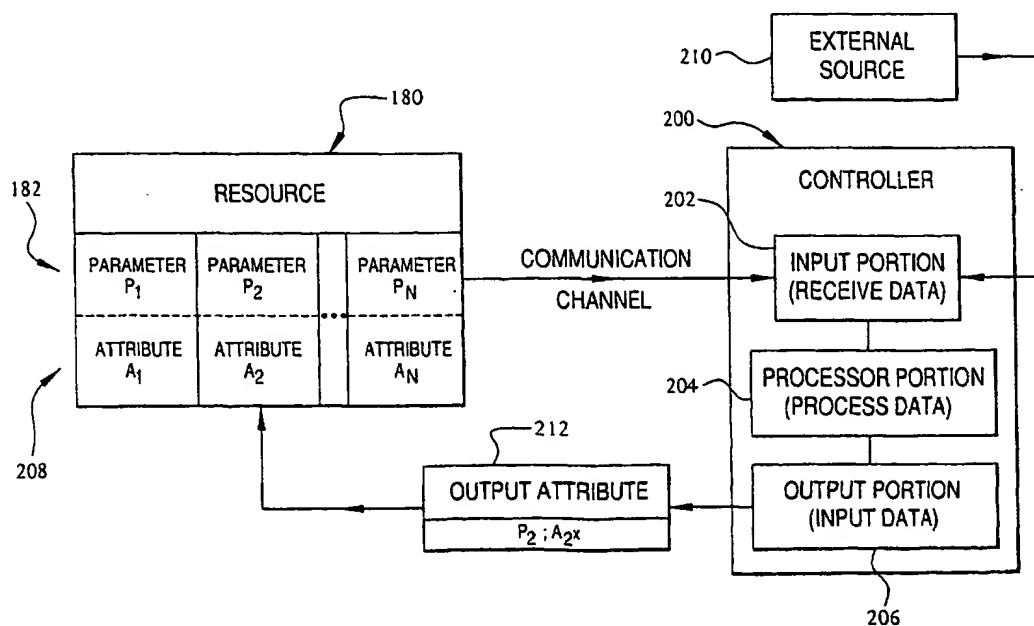 210
EXTERNAL
SOURCE
180
200
RESOURCE
CONTROLLER
182
202
PARAMETER
P1
PARAMETER
P2
•••
PARAMETER
PN
COMMUNICATION
CHANNEL
INPUT PORTION
(RECEIVE DATA)
ATTRIBUTE
A1
ATTRIBUTE
A2
ATTRIBUTE
AN
204
PROCESSOR PORTION
(PROCESS DATA)
208
212
OUTPUT ATTRIBUTE
P2 ; A2x
OUTPUT PORTION
(INPUT DATA)
206